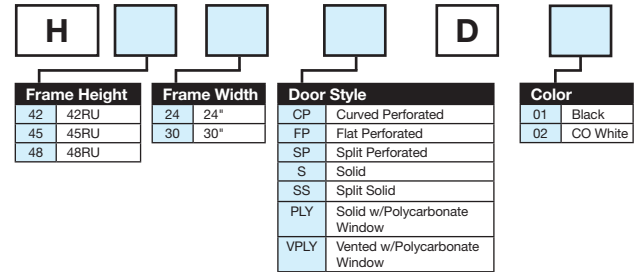 H D
Frame Height
42 42RU
45 45RU
48 48RU
Frame Width
24 24"
30 30"
Door Style
CP Curved Perforated
FP Flat Perforated
SP Split Perforated
S Solid
SS Split Solid
PLY Solid w/Polycarbonate
Window
VPLY Vented w/Polycarbonate
Window
Color
01 Black
02 CO White